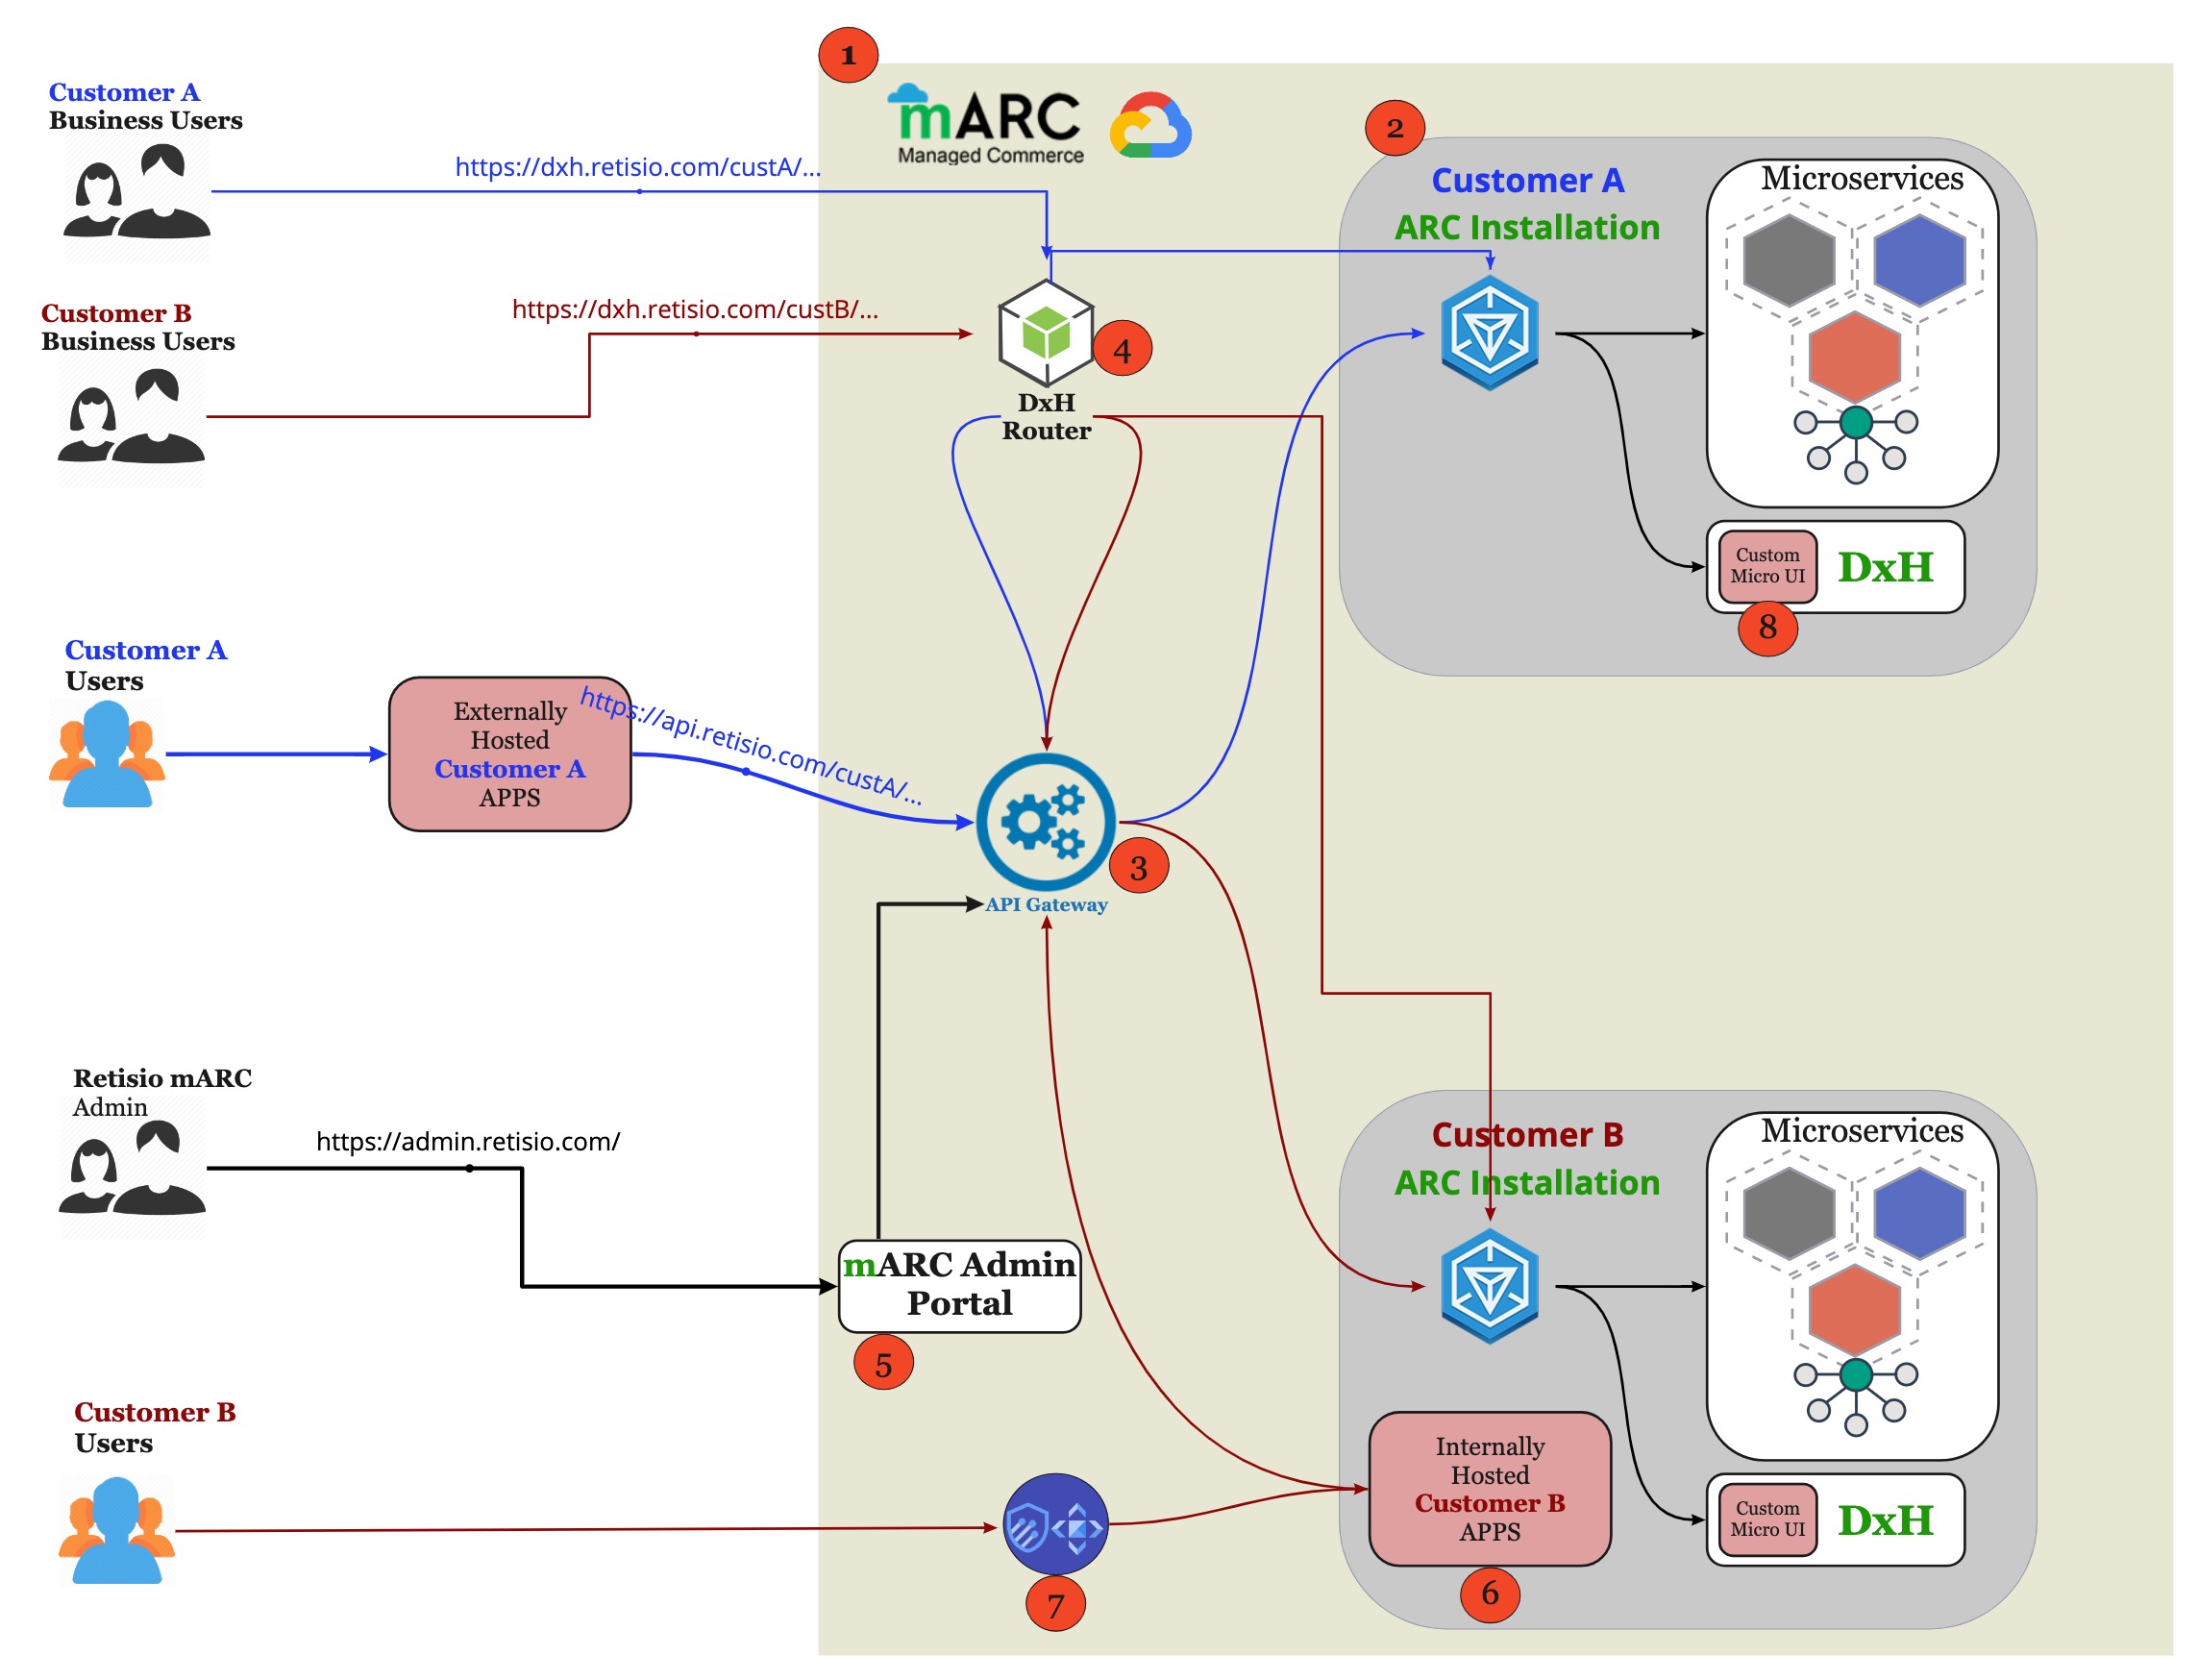 1
mARC
Managed Commerce
Customer A
Business Users
https://dxh.retisio.com/custA/...
2
Customer A
ARC Installation
Microservices
Customer B
Business Users
https://dxh.retisio.com/custB/...
4
DxH
Router
Custom
Micro UI
DxH
8
Customer A
Users
Externally
Hosted
Customer A
APPS
https://api.retisio.com/custA/...
3
API Gateway
Retisio mARC
Admin
https://admin.retisio.com/
mARC Admin
Portal
5
Customer B
ARC Installation
Microservices
Customer B
Users
7
Internally
Hosted
Customer B
APPS
6
Custom
Micro UI
DxH